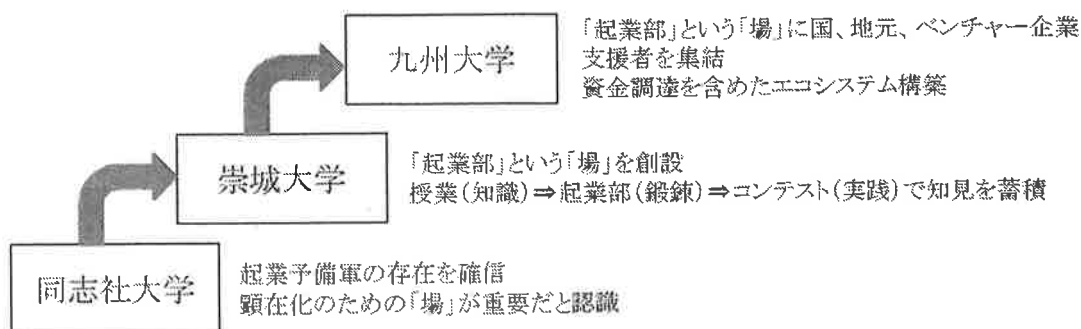 九州大学
「起業部」という「場」に国、地元、ベンチャー企業
支援者を集結
資金調達を含めたエコシステム構築
崇城大学
「起業部」という「場」を創設
授業(知識)⇒起業部(鍛錬)⇒コンテスト(実践)で知見を蓄積
同志社大学
起業予備軍の存在を確信
顕在化のための「場」が重要だと認識